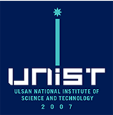 UNIST
ULSAN NATIONAL INSTITUTE OF
SCIENCE AND TECHNOLOGY
2007